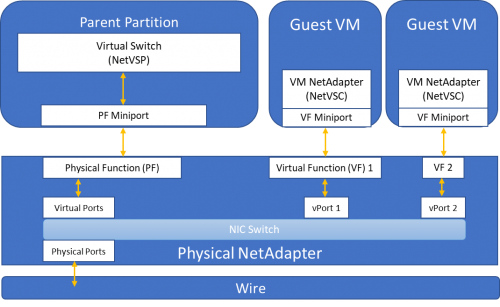 Parent Partition
Virtual Switch
(NetVSP)
PF Miniport
Guest VM
VM NetAdapter
(NetVSC)
VF Miniport
Guest VM
VM NetAdapter
(NetVSC)
VF Miniport
Physical Function (PF)
Virtual Function (VF) 1
VF 2
Virtual Ports
vPort 1
vPort 2
NIC Switch
Physical Ports
Physical NetAdapter
Wire